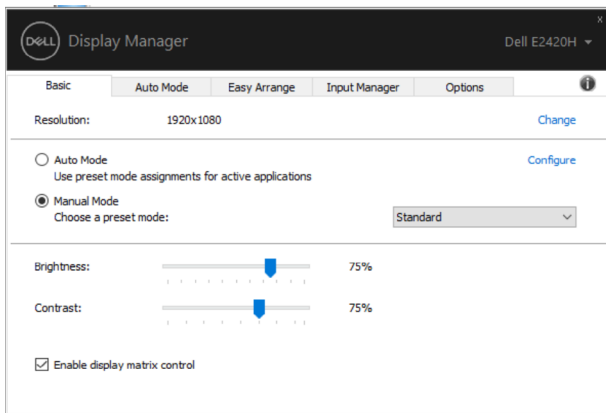 x
DELL Display Manager Dell E2420H
Basic Auto Mode Easy Arrange Input Manager Options i
Resolution: 1920x1080 Change
Auto Mode Configure
Use preset mode assignments for active applications
Manual Mode
Choose a preset mode: Standard
Brightness: 75%
Contrast: 75%
Enable display matrix control